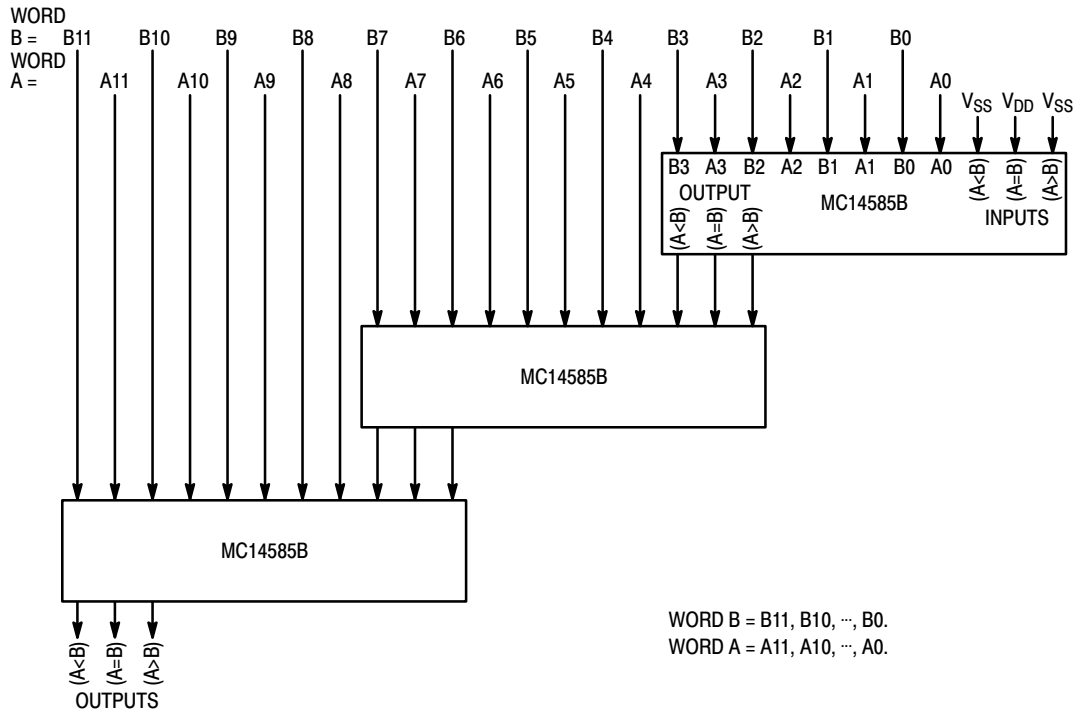 WORD
B = B11 B10 B9 B8 B7 B6 B5 B4 B3 B2 B1 B0
WORD
A = A11 A10 A9 A8 A7 A6 A5 A4 A3 A2 A1 A0
VSS VDD VSS
B3 A3 B2 A2 B1 A1 B0 A0 (A<B) (A=B) (A>B)
OUTPUT MC14585B INPUTS
(A<B) (A=B) (A>B)
MC14585B
MC14585B
(A<B) (A=B) (A>B)
OUTPUTS
WORD B = B11, B10, ···, B0.
WORD A = A11, A10, ···, A0.